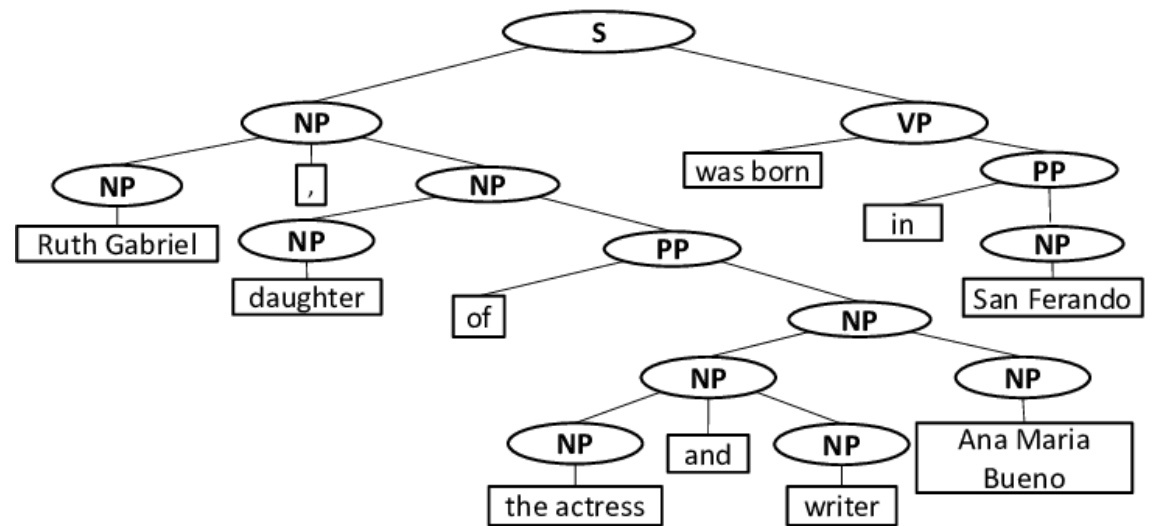 S
NP
VP
NP
,
NP
was born
PP
Ruth Gabriel
NP
PP
in
NP
daughter
of
NP
San Ferando
NP
NP
NP
and
NP
Ana Maria
Bueno
the actress
writer